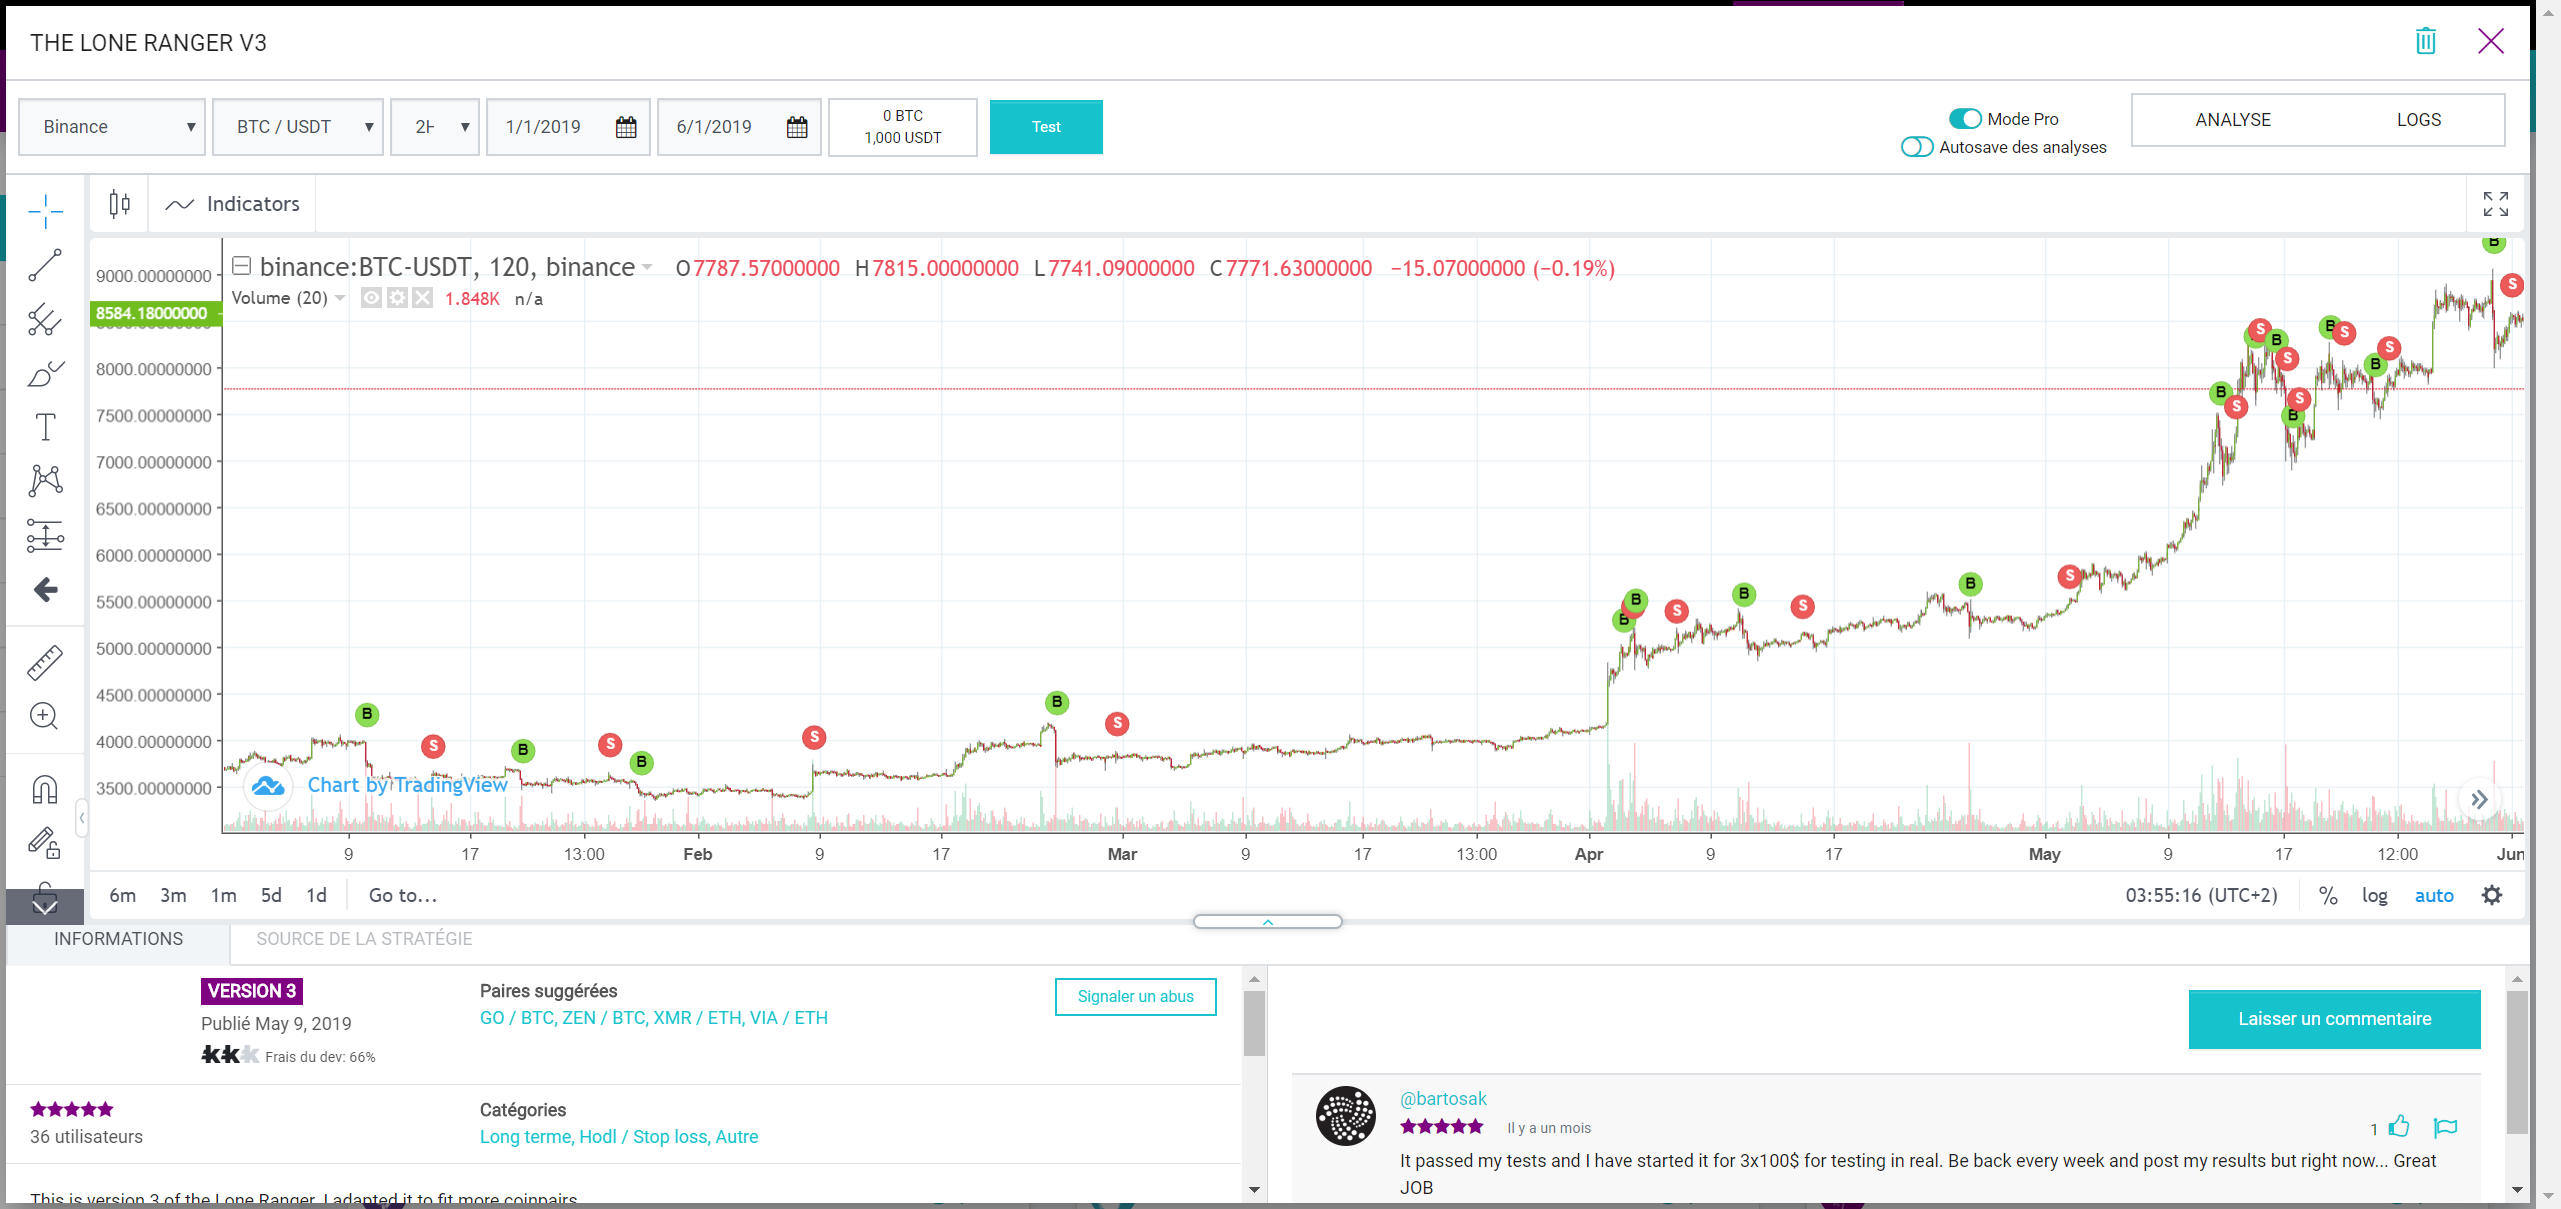 THE LONE RANGER V3
Binance
BTC / USDT
1/1/2019
6/1/2019
0 BTC
1,000 USDT
Test
Mode Pro
Autosave des analyses
ANALYSE
LOGS
Indicators
binance:BTC-USDT, 120, binance O7787.57000000 H7815.00000000 L7741.09000000 C7771.63000000 −15.07000000 (−0.19%)
Volume (20) 1.848K n/a
9000.00000000
8584.18000000
8000.00000000
7500.00000000
7000.00000000
6500.00000000
6000.00000000
5500.00000000
5000.00000000
4500.00000000
4000.00000000
3500.00000000
B
S
B
S
B
S
B
S
B
B
S
B
S
B
S
B
S
S
B
S
B
S
B
S
B
S
B
S
Chart by TradingView
9 17 13:00 Feb 9 17 Mar 9 17 13:00 Apr 9 17 May 9 17 12:00 Jun
6m 3m 1m 5d 1d Go to...
03:55:16 (UTC+2) % log auto
INFORMATIONS
SOURCE DE LA STRATÉGIE
VERSION 3
Publié May 9, 2019
Frais du dev: 66%
Paires suggérées
GO / BTC, ZEN / BTC, XMR / ETH, VIA / ETH
Signaler un abus
36 utilisateurs
Catégories
Long terme, Hodl / Stop loss, Autre
This is version 3 of the Lone Ranger. I adapted it to fit more coinpairs
Laisser un commentaire
@bartosak
Il y a un mois
1
It passed my tests and I have started it for 3x100$ for testing in real. Be back every week and post my results but right now... Great
JOB